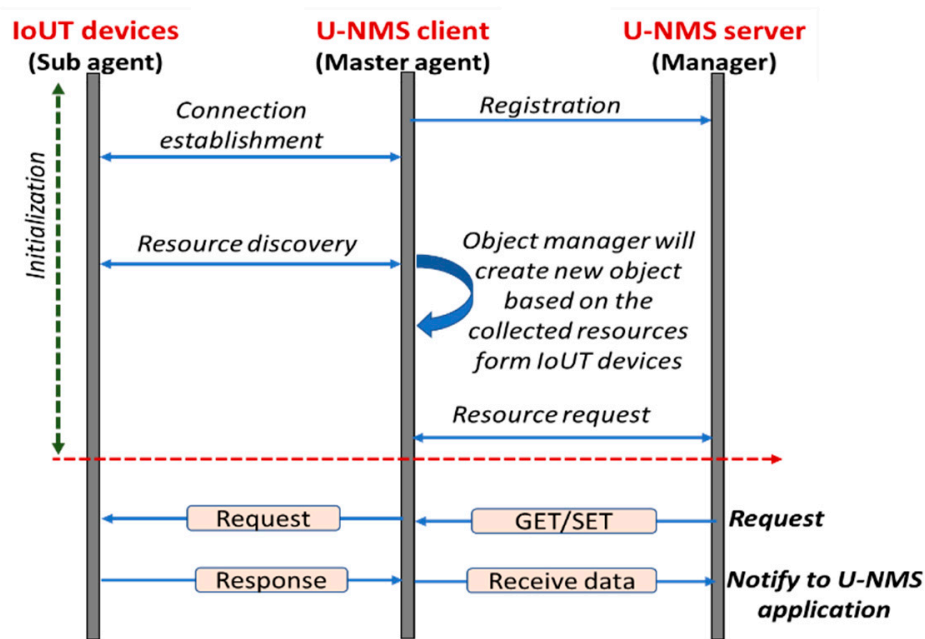 IoUT devices
(Sub agent)
U-NMS client
(Master agent)
U-NMS server
(Manager)
Initialization
Connection
establishment
Registration
Resource discovery
Object manager will
create new object
based on the
collected resources
form IoUT devices
Resource request
Request
GET/SET
Request
Response
Receive data
Notify to U-NMS
application